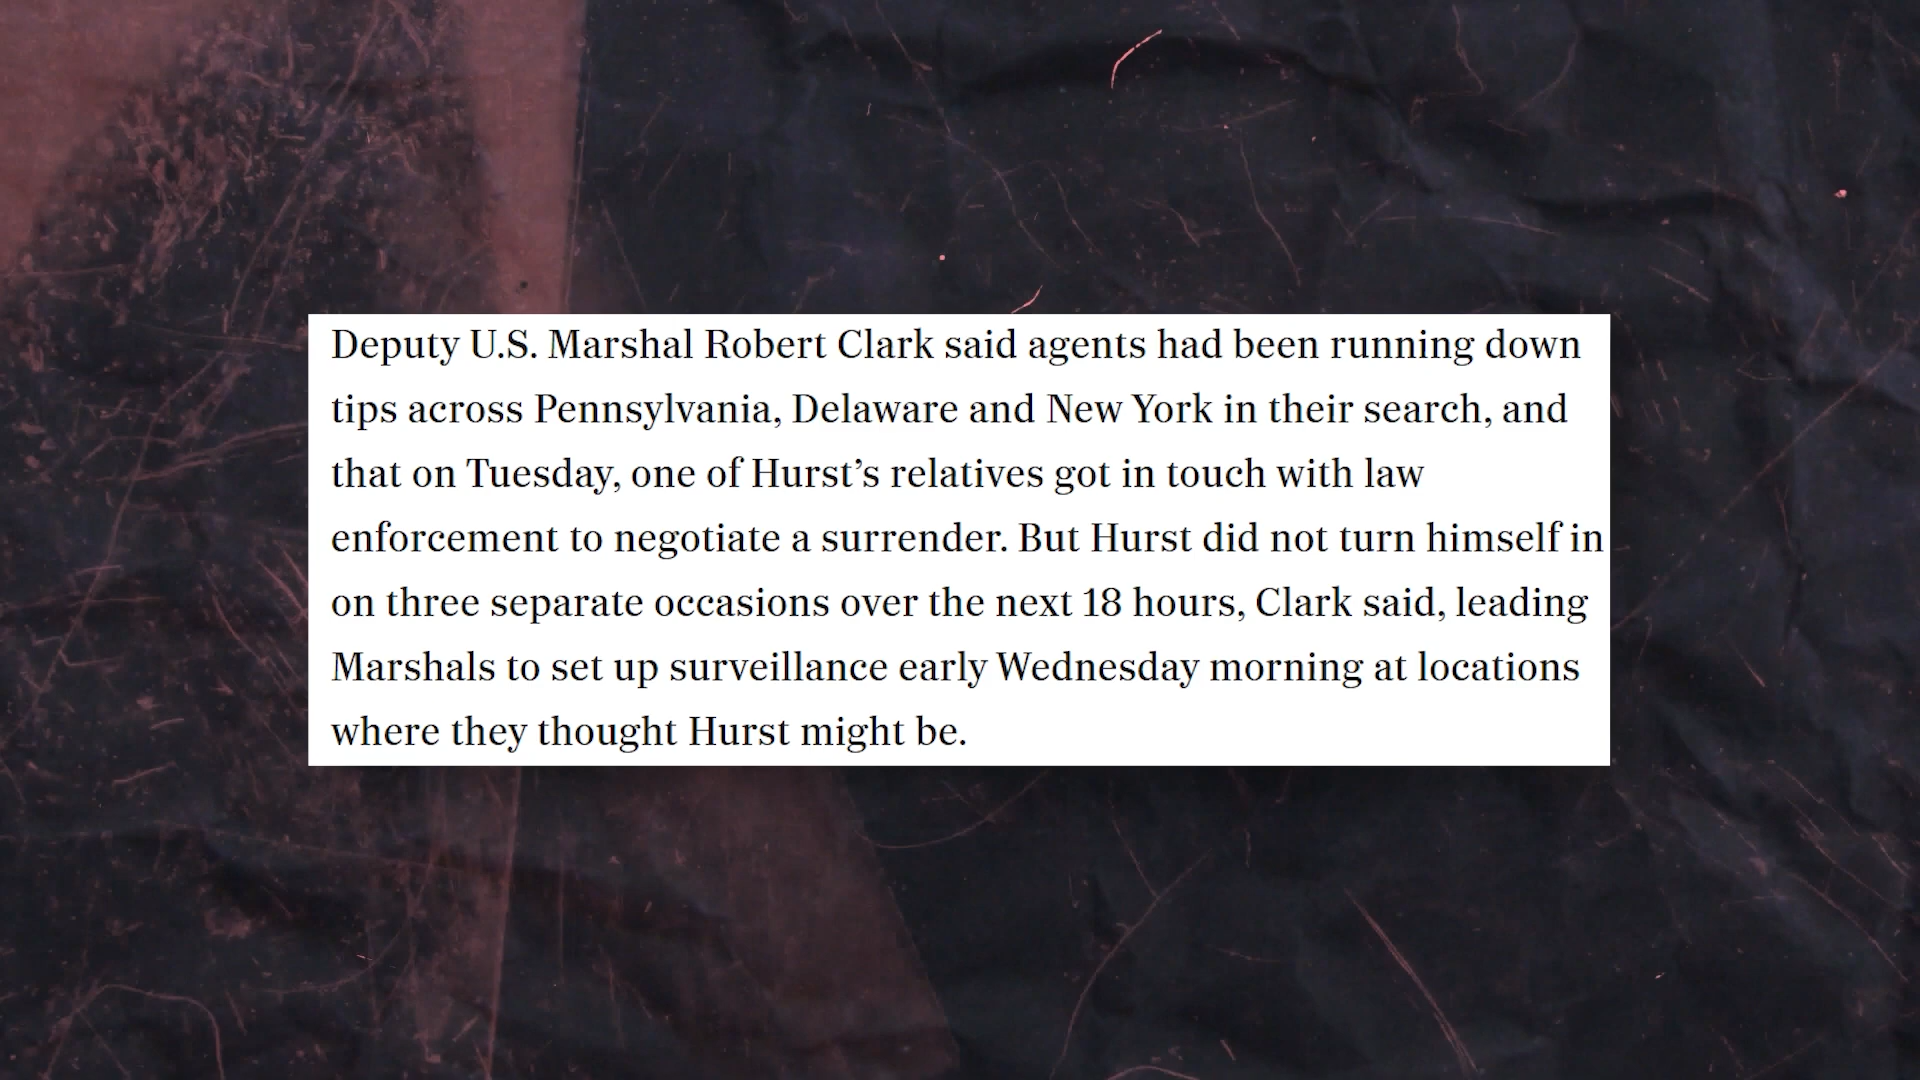 Deputy U.S. Marshal Robert Clark said agents had been running down
tips across Pennsylvania, Delaware and New York in their search, and
that on Tuesday, one of Hurst’s relatives got in touch with law
enforcement to negotiate a surrender. But Hurst did not turn himself in
on three separate occasions over the next 18 hours, Clark said, leading
Marshals to set up surveillance early Wednesday morning at locations
where they thought Hurst might be.